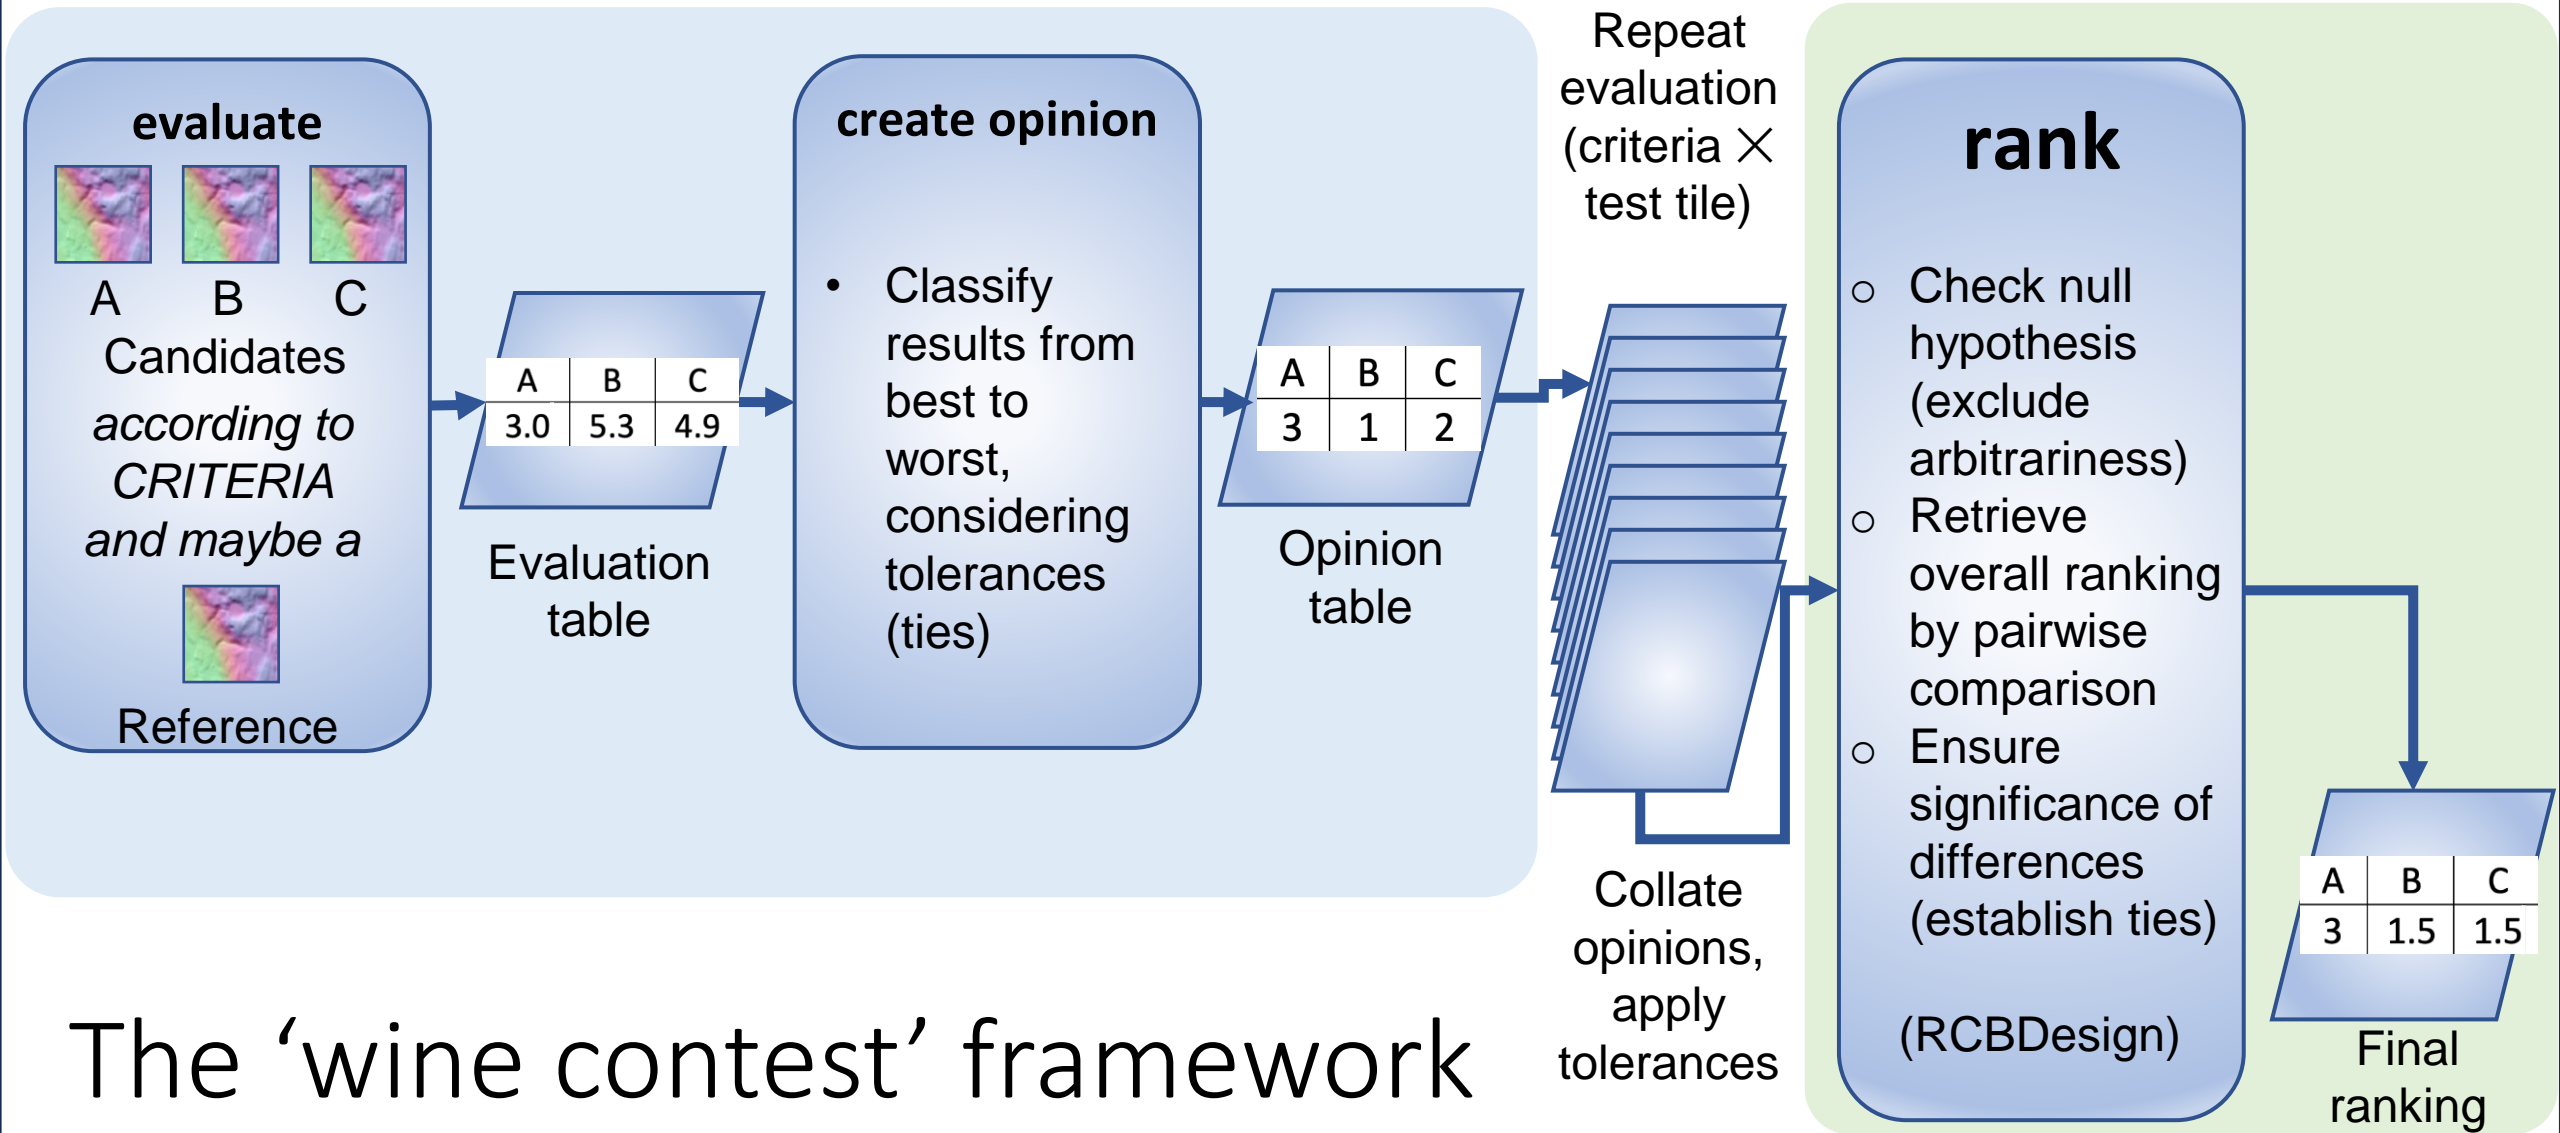 evaluate
A B C
Candidates
according to
CRITERIA
and maybe a
Reference
A B C
3.0 5.3 4.9
Evaluation
table
create opinion
• Classify
results from
best to
worst,
considering
tolerances
(ties)
A B C
3 1 2
Opinion
table
Repeat
evaluation
(criteria ×
test tile)
Collate
opinions,
apply
tolerances
rank
○ Check null
hypothesis
(exclude
arbitrariness)
○ Retrieve
overall ranking
by pairwise
comparison
○ Ensure
significance of
differences
(establish ties)
(RCBDesign)
A B C
3 1.5 1.5
Final
ranking
The ‘wine contest’ framework